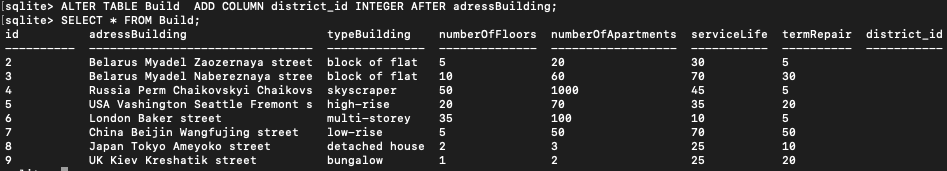 [sqlite> ALTER TABLE Build  ADD COLUMN district_id INTEGER AFTER adressBuilding;
[sqlite> SELECT * FROM Build;
id          adressBuilding                  typeBuilding   numberOfFloors  numberOfApartments  serviceLife  termRepair  district_id
----------  ------------------------------  -------------  --------------  ------------------  -----------  ----------  -----------
2           Belarus Myadel Zaozernaya street  block of flat  5               20                  30           5
3           Belarus Myadel Nabereznaya stree  block of flat  10              60                  70           30
4           Russia Perm Chaikovskyi Chaikovs  skyscraper     50              1000                45           5
5           USA Vashington Seattle Fremont s  high-rise      20              70                  35           20
6           London Baker street             multi-storey   35              100                 10           5
7           China Beijin Wangfujing street  low-rise       5               50                  70           50
8           Japan Tokyo Ameyoko street      detached house  2               3                   25           10
9           UK Kiev Kreshatik street        bungalow       1               2                   25           20